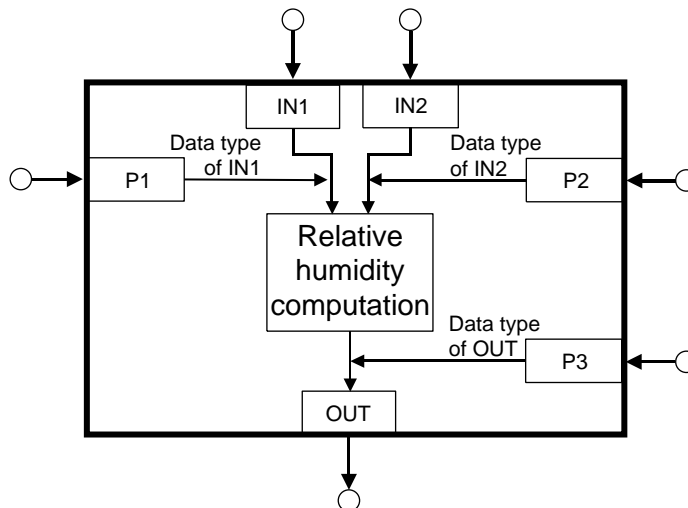 IN1
IN2
Data type
of IN1
Data type
of IN2
P1
P2
Relative
humidity
computation
Data type
of OUT
P3
OUT